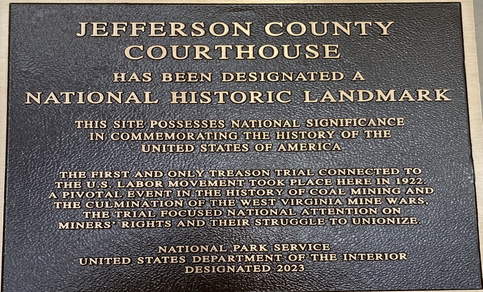 JEFFERSON COUNTY
COURTHOUSE
HAS BEEN DESIGNATED A
NATIONAL HISTORIC LANDMARK
THIS SITE POSSESSES NATIONAL SIGNIFICANCE
IN COMMEMORATING THE HISTORY OF THE
UNITED STATES OF AMERICA
THE FIRST AND ONLY TREASON TRIAL CONNECTED TO
THE U.S. LABOR MOVEMENT TOOK PLACE HERE IN 1922.
A PIVOTAL EVENT IN THE HISTORY OF COAL MINING AND
THE CULMINATION OF THE WEST VIRGINIA MINE WARS,
THE TRIAL FOCUSED NATIONAL ATTENTION ON
MINERS' RIGHTS AND THEIR STRUGGLE TO UNIONIZE.
NATIONAL PARK SERVICE
UNITED STATES DEPARTMENT OF THE INTERIOR
DESIGNATED 2023